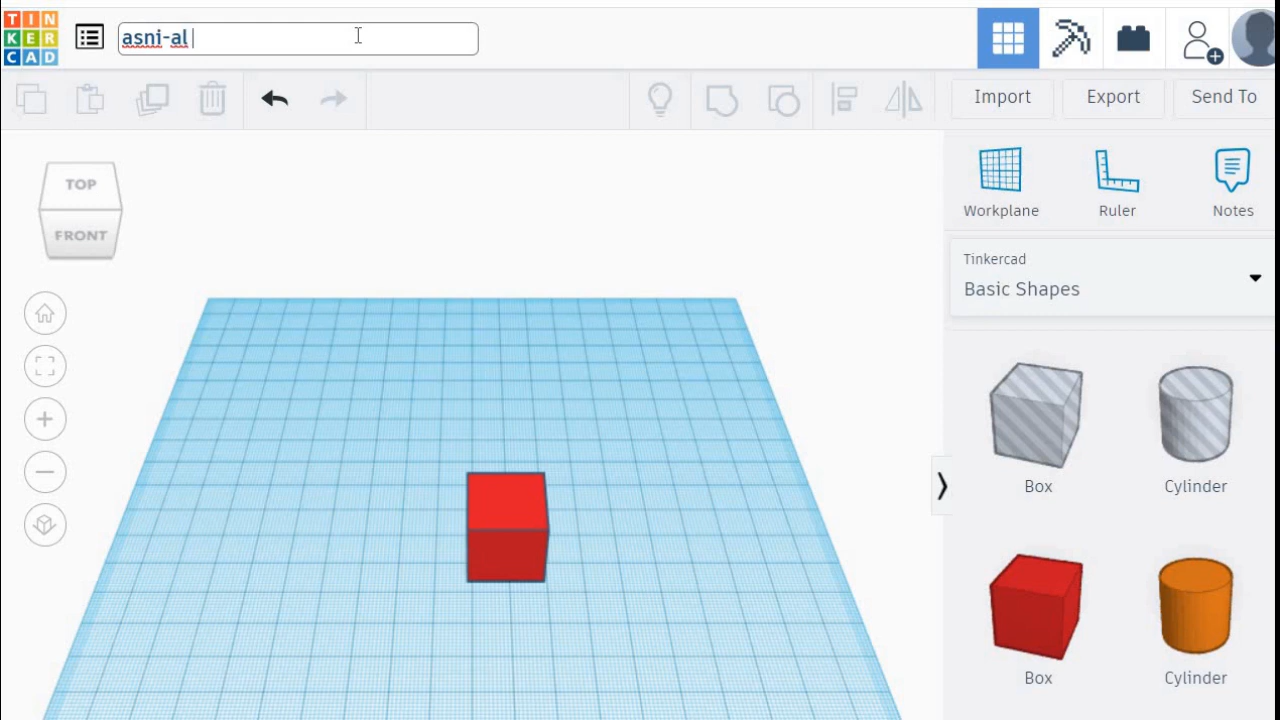 TIN
KER
CAD
asni-al
Import
Export
Send To
TOP
FRONT
Workplane
Ruler
Notes
Tinkercad
Basic Shapes
Box
Cylinder
Box
Cylinder